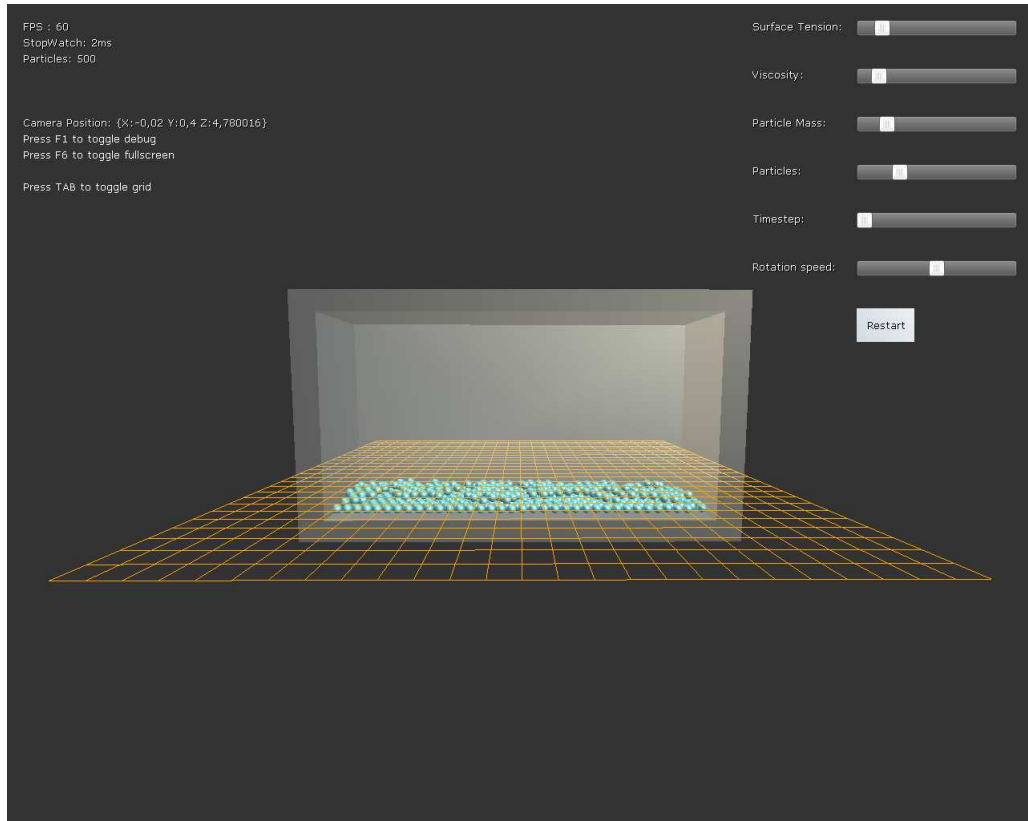 FPS : 60
StopWatch: 2ms
Particles: 500
Camera Position: {X:-0,02 Y:0,4 Z:4,780016}
Press F1 to toggle debug
Press F6 to toggle fullscreen
Press TAB to toggle grid
Surface Tension:
Viscosity:
Particle Mass:
Particles:
Timestep:
Rotation speed:
Restart